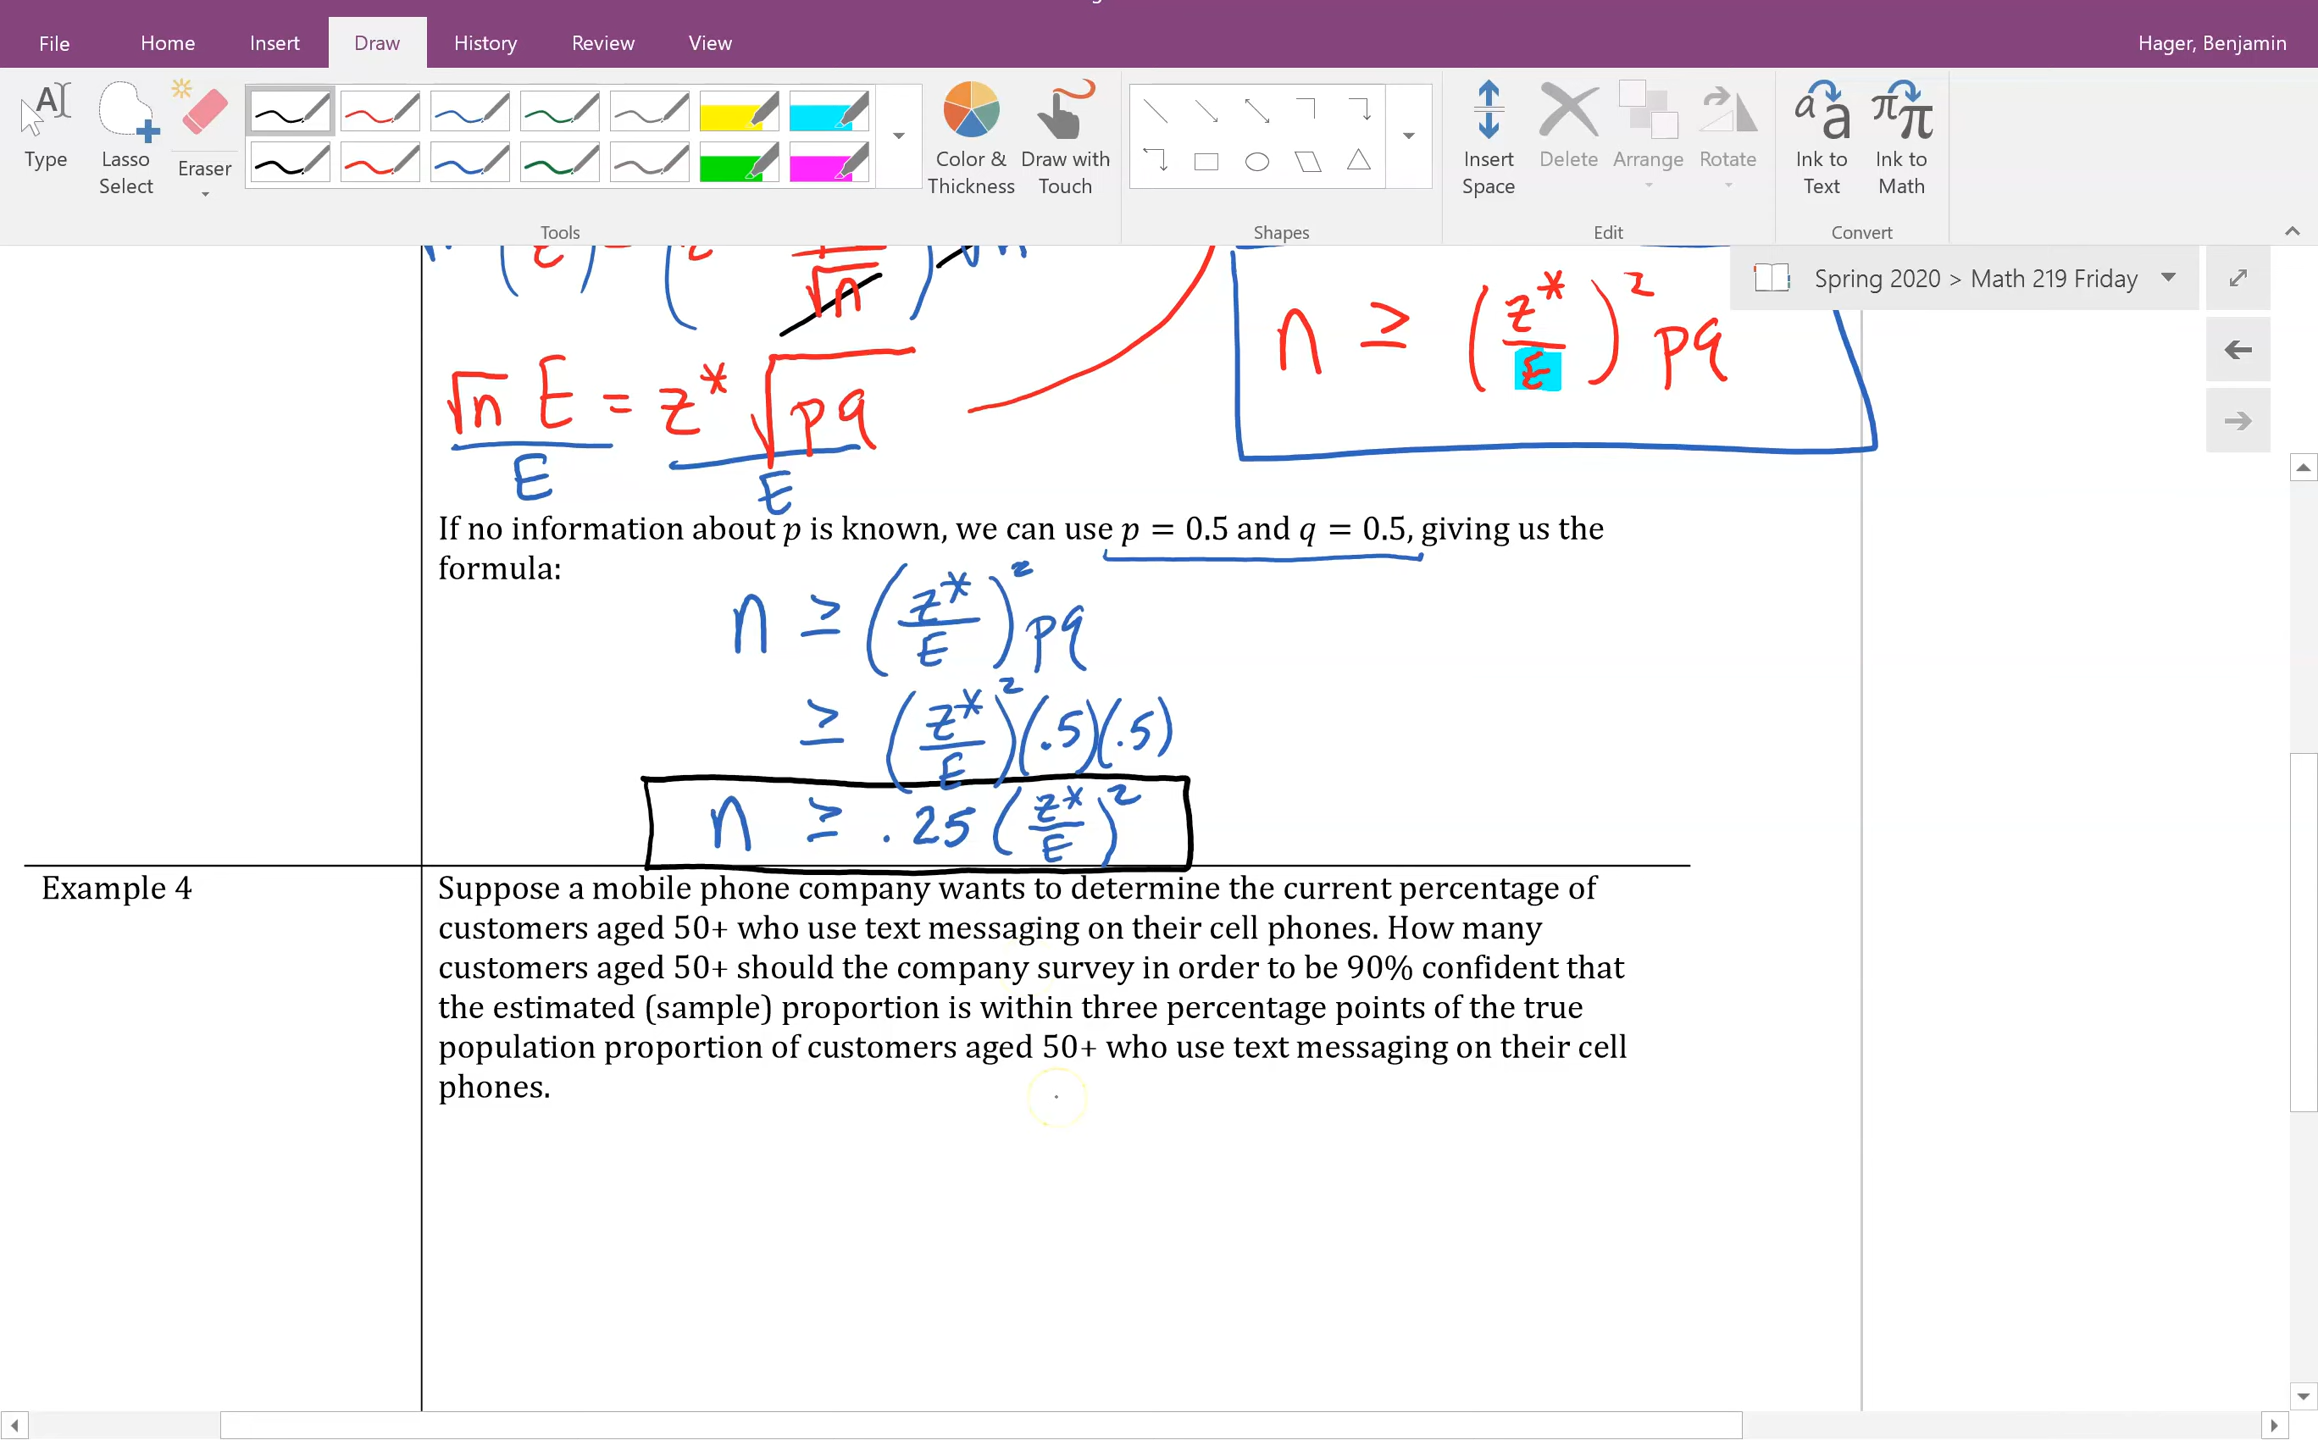 File Home Insert Draw History Review View Hager, Benjamin
Type Lasso Select Eraser Color & Thickness Draw with Touch Insert Space Delete Arrange Rotate Ink to Text Ink to Math
Tools Shapes Edit Convert
Spring 2020 > Math 219 Friday
n ≥ (z*/E)² pq
√n E / E = z* √pq / E
If no information about p is known, we can use p = 0.5 and q = 0.5, giving us the
formula:
n ≥ (z*/E)² pq
≥ (z*/E)² (.5)(.5)
n ≥ .25 (z*/E)²
Example 4
Suppose a mobile phone company wants to determine the current percentage of
customers aged 50+ who use text messaging on their cell phones. How many
customers aged 50+ should the company survey in order to be 90% confident that
the estimated (sample) proportion is within three percentage points of the true
population proportion of customers aged 50+ who use text messaging on their cell
phones.